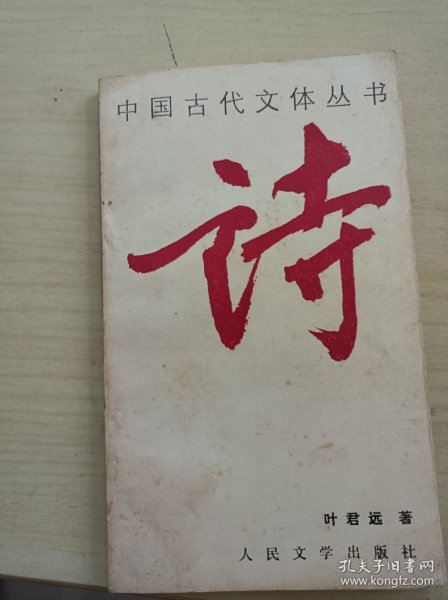 中国古代文体丛书
诗
叶君远 著
人民文学出版社
孔夫子旧书网
www.kongfz.com